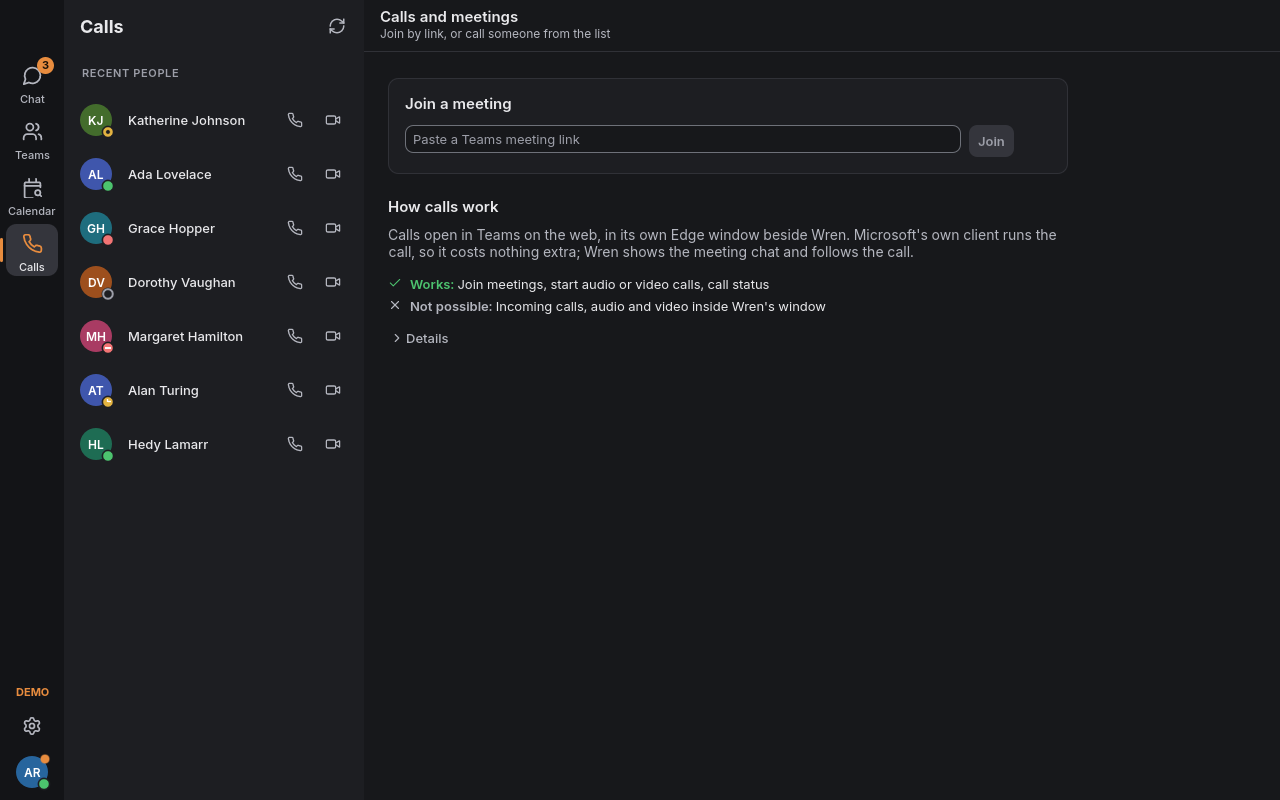 3
Chat
Teams
Calendar
Calls
DEMO
AR
Calls
RECENT PEOPLE
KJ Katherine Johnson
AL Ada Lovelace
GH Grace Hopper
DV Dorothy Vaughan
MH Margaret Hamilton
AT Alan Turing
HL Hedy Lamarr
Calls and meetings
Join by link, or call someone from the list
Join a meeting
Paste a Teams meeting link Join
How calls work
Calls open in Teams on the web, in its own Edge window beside Wren. Microsoft's own client runs the
call, so it costs nothing extra; Wren shows the meeting chat and follows the call.
Works: Join meetings, start audio or video calls, call status
Not possible: Incoming calls, audio and video inside Wren's window
Details